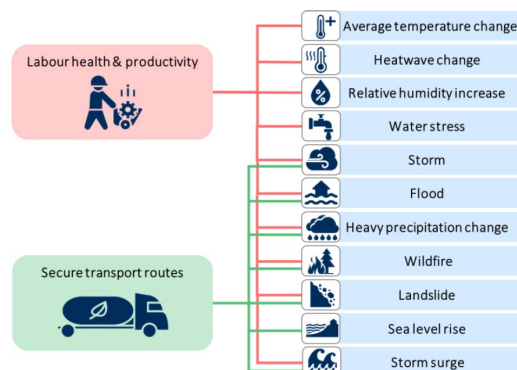 Labour health & productivity
Secure transport routes
Average temperature change
Heatwave change
Relative humidity increase
Water stress
Storm
Flood
Heavy precipitation change
Wildfire
Landslide
Sea level rise
Storm surge